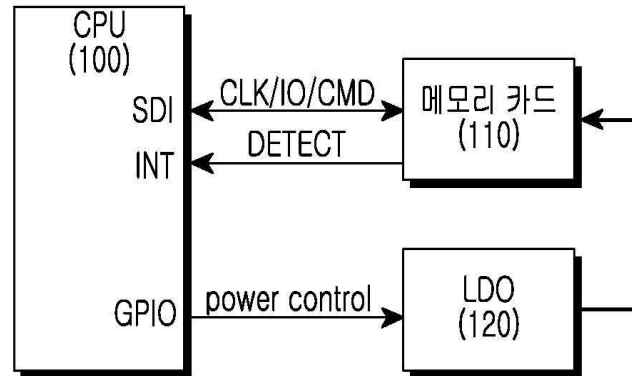 CPU
(100)
SDI
CLK/IO/CMD
메모리 카드
(110)
INT
DETECT
GPIO
power control
LDO
(120)